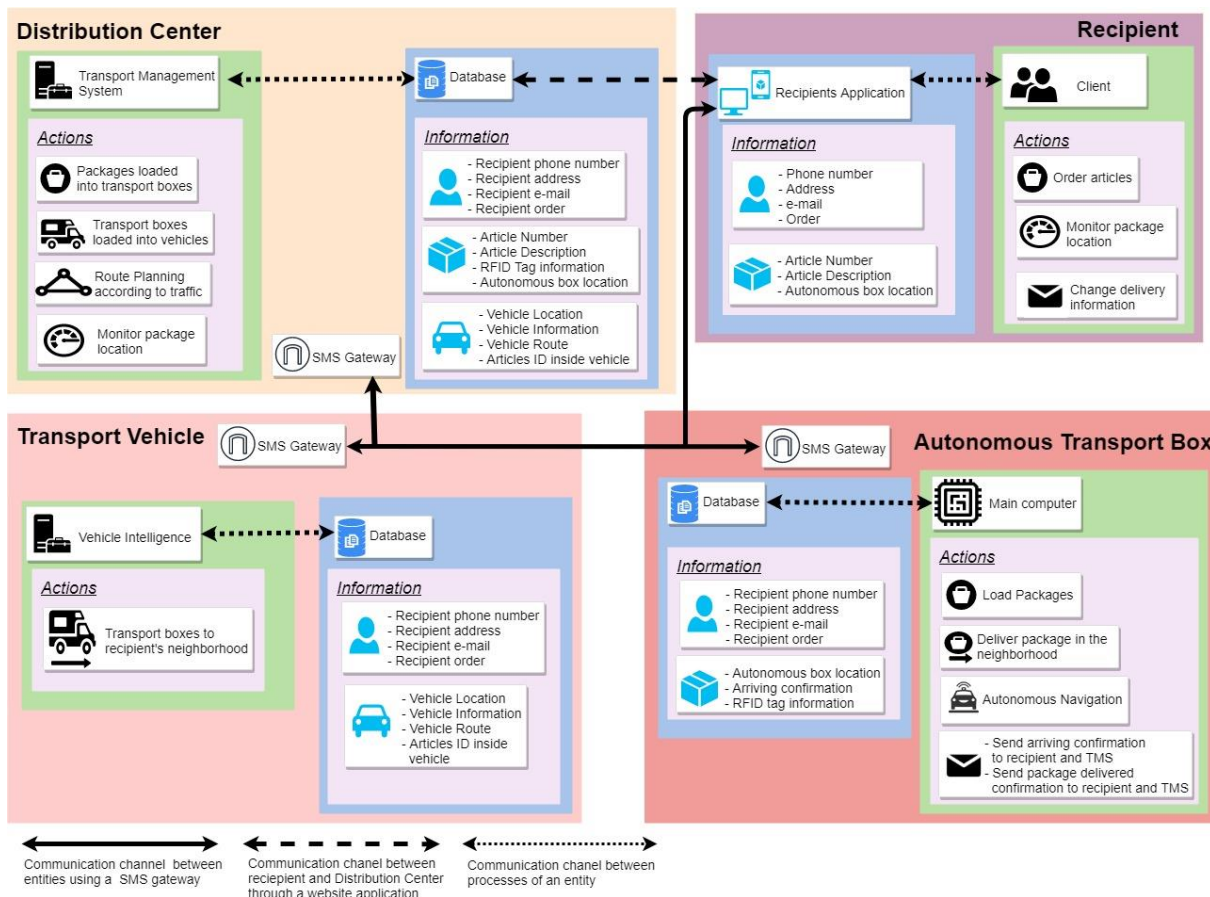 Distribution Center
Transport Management
System
Database
Actions
Packages loaded
into transport boxes
Transport boxes
loaded into vehicles
Route Planning
according to traffic
Monitor package
location
Information
- Recipient phone number
- Recipient address
- Recipient e-mail
- Recipient order
- Article Number
- Article Description
- RFID Tag information
- Autonomous box location
- Vehicle Location
- Vehicle Information
- Vehicle Route
- Articles ID inside vehicle
SMS Gateway
Recipient
Recipients Application
Client
Information
- Phone number
- Address
- e-mail
- Order
- Article Number
- Article Description
- Autonomous box location
Actions
Order articles
Monitor package
location
Change delivery
information
Transport Vehicle
SMS Gateway
Vehicle Intelligence
Database
Actions
Transport boxes to
recipient's neighborhood
Information
- Recipient phone number
- Recipient address
- Recipient e-mail
- Recipient order
- Vehicle Location
- Vehicle Information
- Vehicle Route
- Articles ID inside
vehicle
Autonomous Transport Box
SMS Gateway
Database
Main computer
Information
- Recipient phone number
- Recipient address
- Recipient e-mail
- Recipient order
- Autonomous box location
- Arriving confirmation
- RFID tag information
Actions
Load Packages
Deliver package in the
neighborhood
Autonomous Navigation
- Send arriving confirmation
to recipient and TMS
- Send package delivered
confirmation to recipient and TMS
Communication channel between
entities using a SMS gateway
Communication chanel between
reciepient and Distribution Center
through a website application
Communication chanel between
processes of an entity